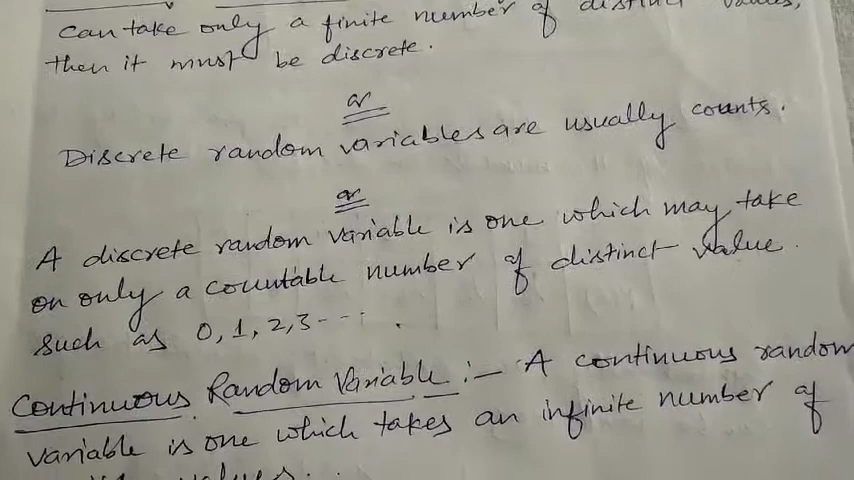 can take only a finite number of distinct values,
then it must be discrete.
or
Discrete random variables are usually counts.
or
A discrete random variable is one which may take
on only a countable number of distinct value.
such as 0, 1, 2, 3 - - - .
Continuous Random Variable :- A continuous random
variable is one which takes an infinite number of
values.